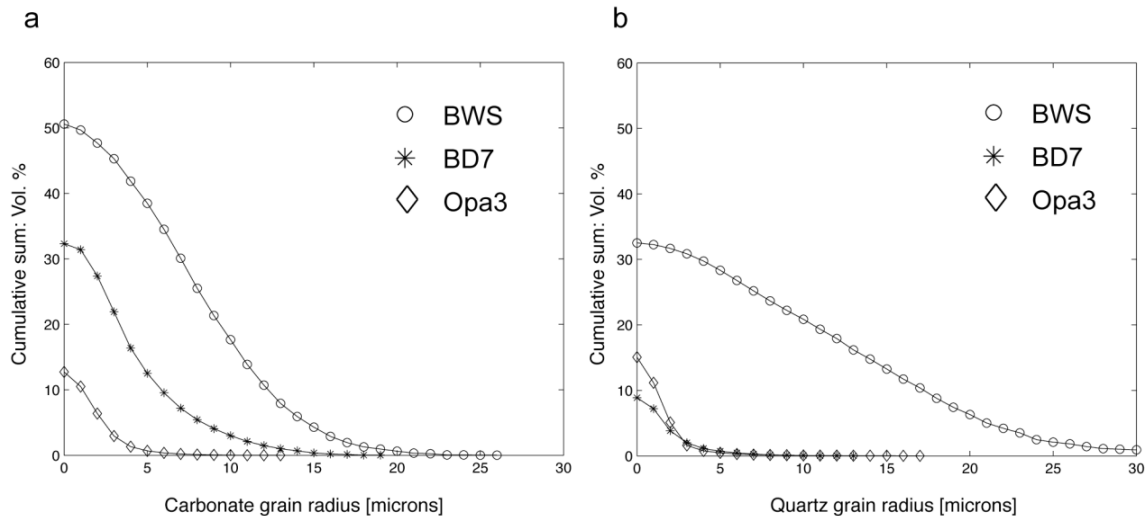 a
60
50
40
30
20
10
0
0 5 10 15 20 25 30
Cumulative sum: Vol. %
Carbonate grain radius [microns]
BWS
BD7
Opa3
b
60
50
40
30
20
10
0
0 5 10 15 20 25 30
Cumulative sum: Vol. %
Quartz grain radius [microns]
BWS
BD7
Opa3